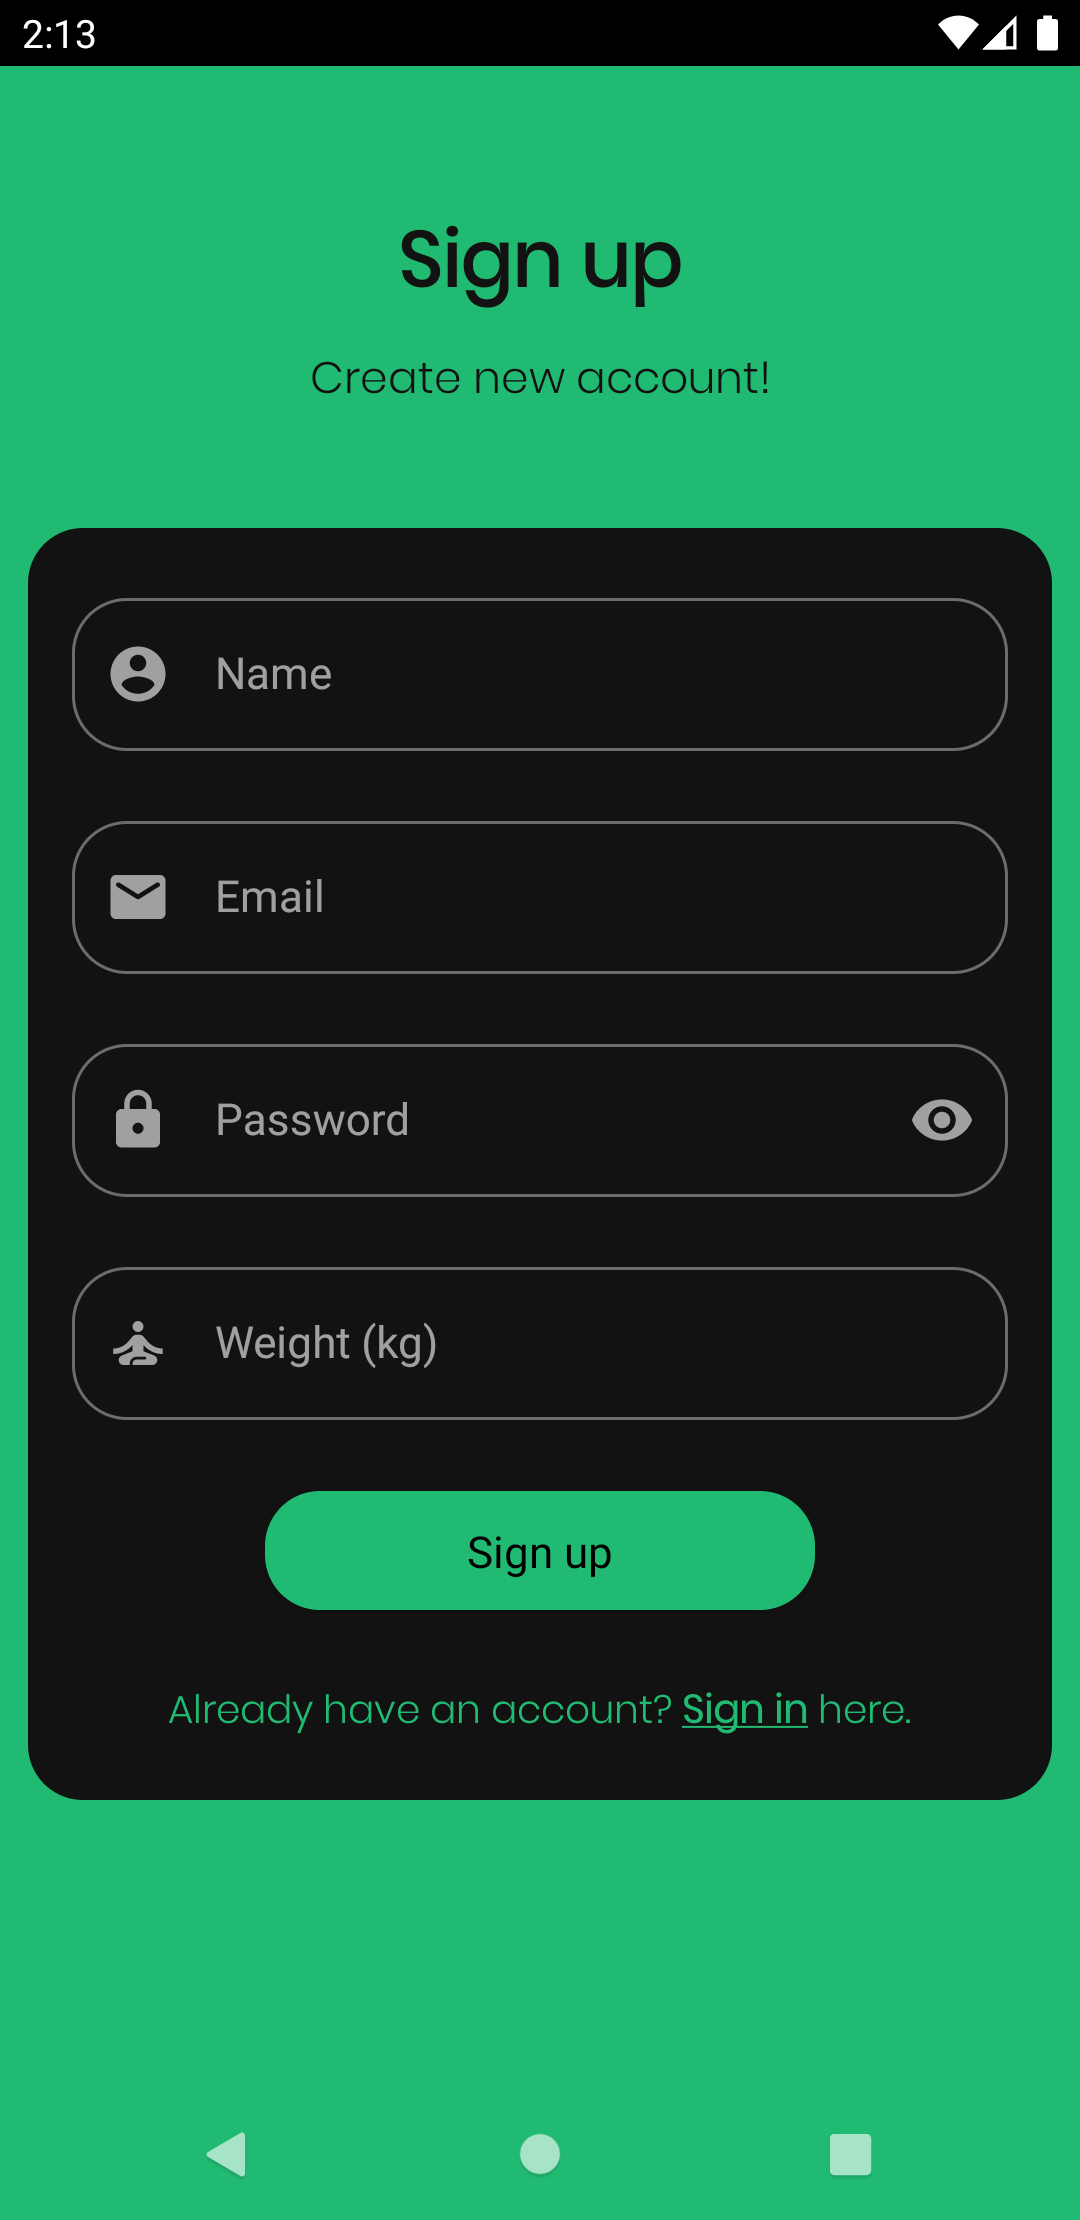 2:13
Sign up
Create new account!
Name
Email
Password
Weight (kg)
Sign up
Already have an account? Sign in here.